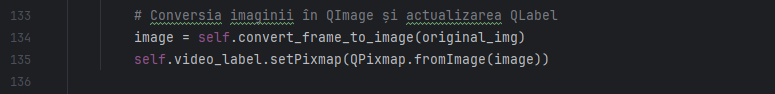 133 # Conversia imaginii în QImage și actualizarea QLabel
134 image = self.convert_frame_to_image(original_img)
135 self.video_label.setPixmap(QPixmap.fromImage(image))
136